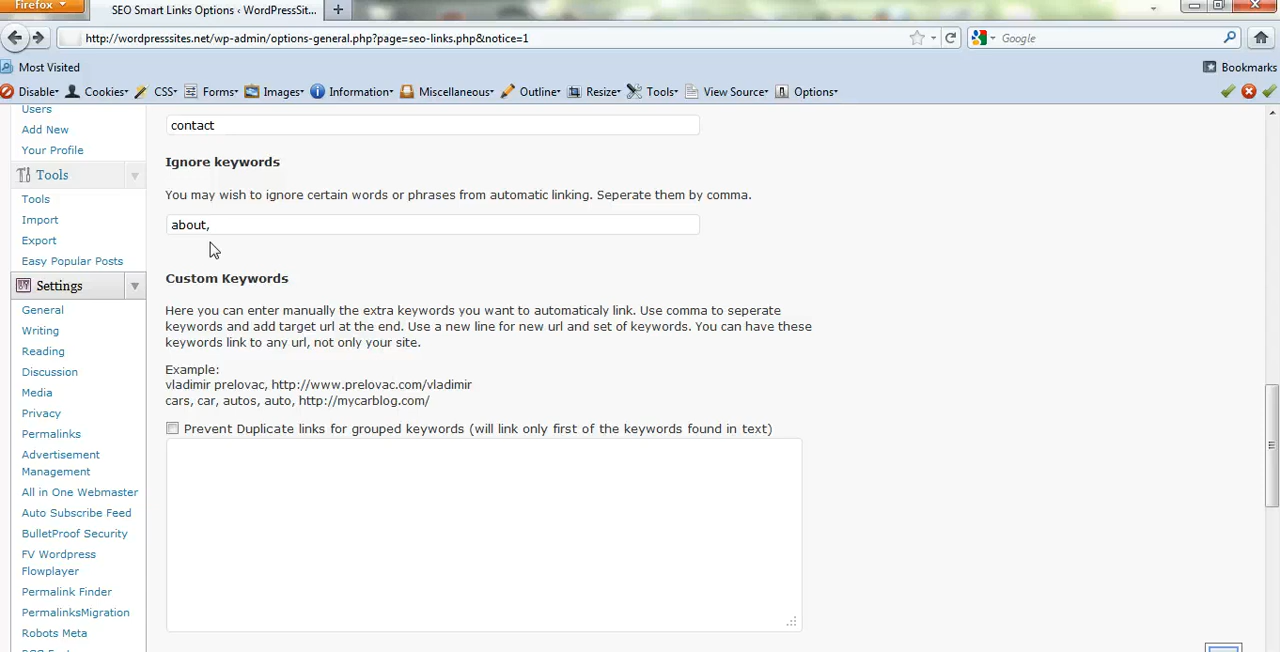 Firefox
SEO Smart Links Options ‹ WordPressSit...
http://wordpresssites.net/wp-admin/options-general.php?page=seo-links.php&notice=1
Google
Most Visited
Bookmarks
Disable
Cookies
CSS
Forms
Images
Information
Miscellaneous
Outline
Resize
Tools
View Source
Options
Users
Add New
Your Profile
Tools
Tools
Import
Export
Easy Popular Posts
Settings
General
Writing
Reading
Discussion
Media
Privacy
Permalinks
Advertisement
Management
All in One Webmaster
Auto Subscribe Feed
BulletProof Security
FV Wordpress
Flowplayer
Permalink Finder
PermalinksMigration
Robots Meta
contact
Ignore keywords
You may wish to ignore certain words or phrases from automatic linking. Seperate them by comma.
about,
Custom Keywords
Here you can enter manually the extra keywords you want to automaticaly link. Use comma to seperate
keywords and add target url at the end. Use a new line for new url and set of keywords. You can have these
keywords link to any url, not only your site.
Example:
vladimir prelovac, http://www.prelovac.com/vladimir
cars, car, autos, auto, http://mycarblog.com/
Prevent Duplicate links for grouped keywords (will link only first of the keywords found in text)